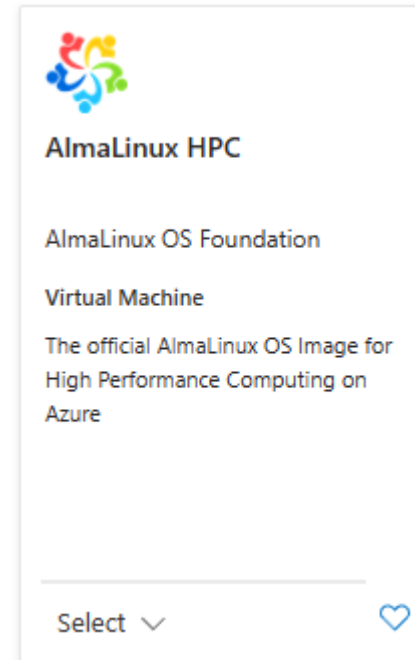 AlmaLinux HPC
AlmaLinux OS Foundation
Virtual Machine
The official AlmaLinux OS Image for
High Performance Computing on
Azure
Select